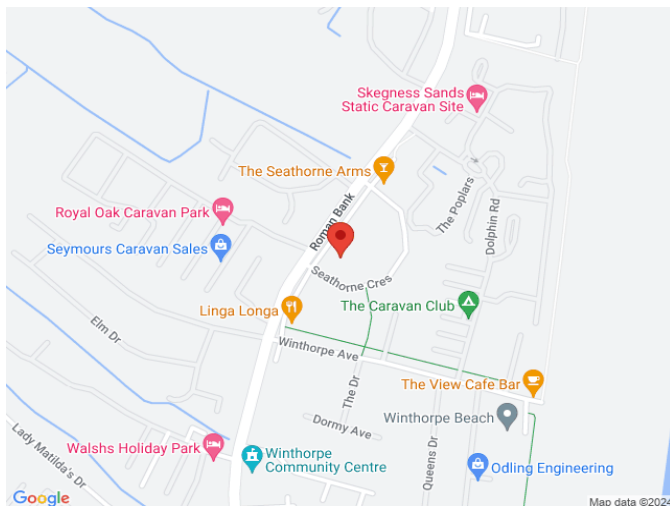 Skegness Sands
Static Caravan Site
The Seathorne Arms
Roman Bank
The Poplars
Dolphin Rd
Royal Oak Caravan Park
Seymours Caravan Sales
Seathorne Cres
The Caravan Club
Linga Longa
Elm Dr
Winthorpe Ave
The Dr
The View Cafe Bar
Winthorpe Beach
Dormy Ave
Lady Matilda's Dr
Walshs Holiday Park
Winthorpe
Community Centre
Queens Dr
Odling Engineering
Google
Map data ©2024